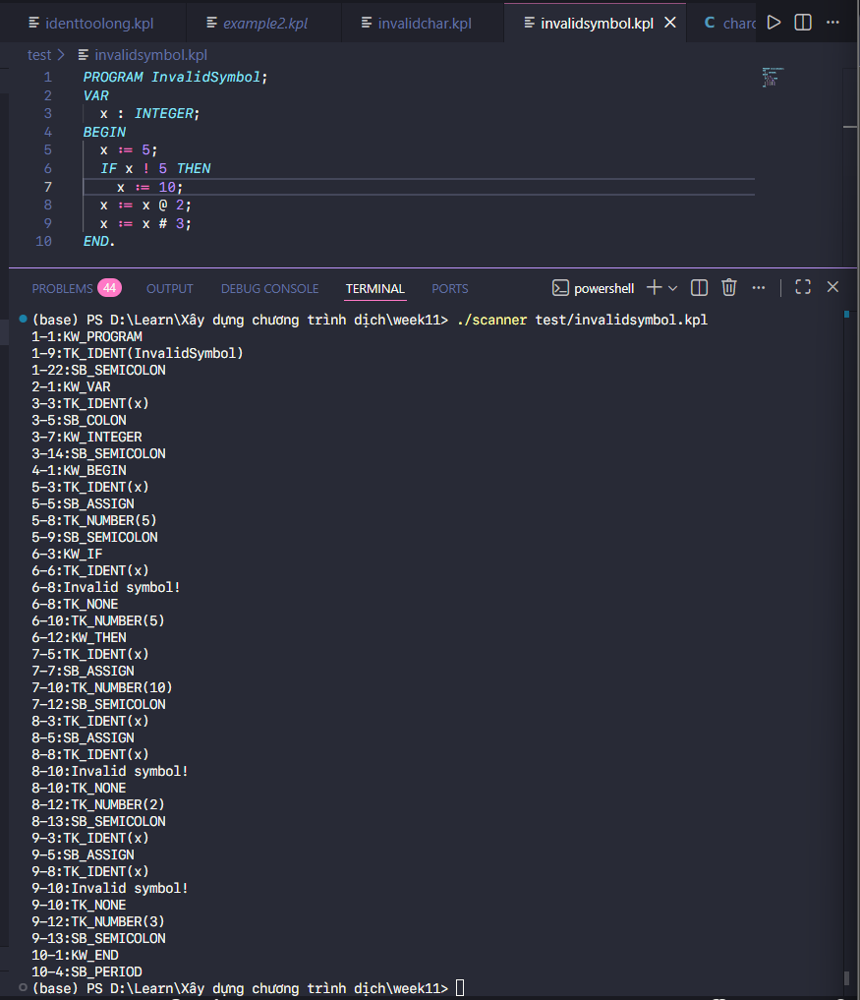 identtoolong.kpl example2.kpl invalidchar.kpl invalidsymbol.kpl
test > invalidsymbol.kpl
1 PROGRAM InvalidSymbol;
2 VAR
3 x : INTEGER;
4 BEGIN
5 x := 5;
6 IF x ! 5 THEN
7 x := 10;
8 x := x @ 2;
9 x := x # 3;
10 END.
PROBLEMS 44 OUTPUT DEBUG CONSOLE TERMINAL PORTS powershell
(base) PS D:\Learn\Xây dựng chương trình dịch\week11> ./scanner test/invalidsymbol.kpl
1-1:KW_PROGRAM
1-9:TK_IDENT(InvalidSymbol)
1-22:SB_SEMICOLON
2-1:KW_VAR
3-3:TK_IDENT(x)
3-5:SB_COLON
3-7:KW_INTEGER
3-14:SB_SEMICOLON
4-1:KW_BEGIN
5-3:TK_IDENT(x)
5-5:SB_ASSIGN
5-8:TK_NUMBER(5)
5-9:SB_SEMICOLON
6-3:KW_IF
6-6:TK_IDENT(x)
6-8:Invalid symbol!
6-8:TK_NONE
6-10:TK_NUMBER(5)
6-12:KW_THEN
7-5:TK_IDENT(x)
7-7:SB_ASSIGN
7-10:TK_NUMBER(10)
7-12:SB_SEMICOLON
8-3:TK_IDENT(x)
8-5:SB_ASSIGN
8-8:TK_IDENT(x)
8-10:Invalid symbol!
8-10:TK_NONE
8-12:TK_NUMBER(2)
8-13:SB_SEMICOLON
9-3:TK_IDENT(x)
9-5:SB_ASSIGN
9-8:TK_IDENT(x)
9-10:Invalid symbol!
9-10:TK_NONE
9-12:TK_NUMBER(3)
9-13:SB_SEMICOLON
10-1:KW_END
10-4:SB_PERIOD
(base) PS D:\Learn\Xây dựng chương trình dịch\week11>